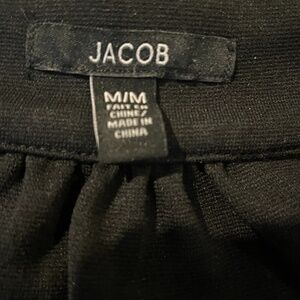 JACOB
M/M
FAIT EN
CHINE/
MADE IN
CHINA